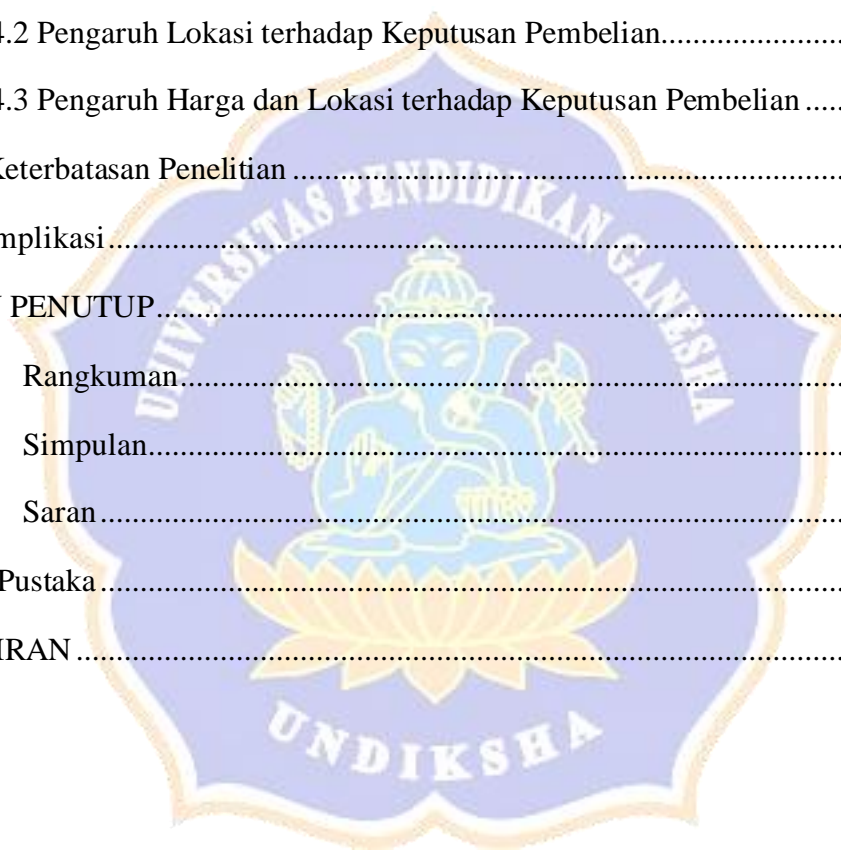 4.2 Pengaruh Lokasi terhadap Keputusan Pembelian.....................
4.3 Pengaruh Harga dan Lokasi terhadap Keputusan Pembelian .....
Keterbatasan Penelitian .....................
mplikasi.....................
PENUTUP.....................
Rangkuman.....................
Simpulan.....................
Saran .....................
Pustaka .....................
IRAN .....................
UNIVERSITAS PENDIDIKAN GANESHA
UNDIKSHA